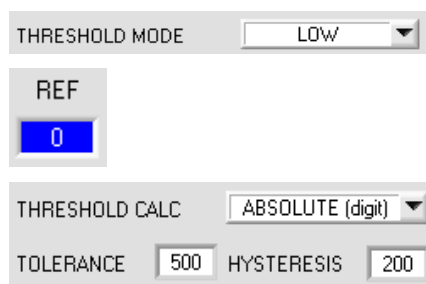 THRESHOLD MODE LOW
REF
0
THRESHOLD CALC ABSOLUTE (digit)
TOLERANCE 500 HYSTERESIS 200